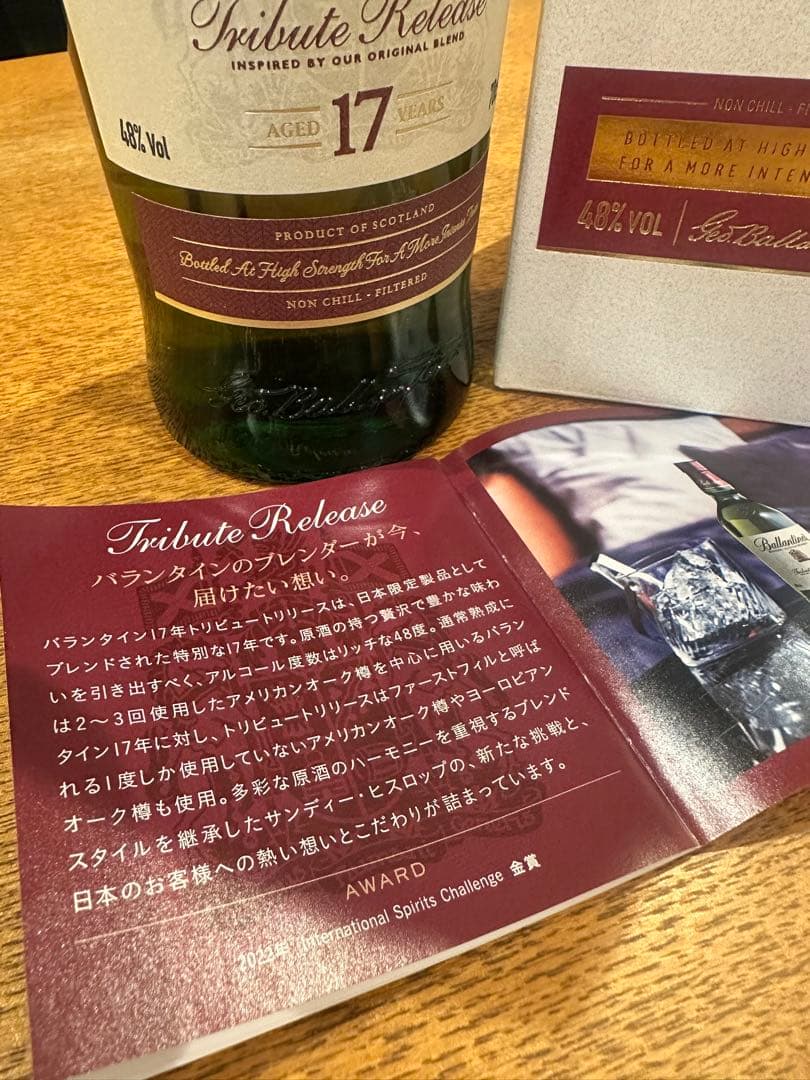 Tribute Release
INSPIRED BY OUR ORIGINAL BLEND
AGED 17 YEARS
48% Vol
PRODUCT OF SCOTLAND
Bottled At High Strength For A More Intense
NON CHILL - FILTERED
Geo. Ballantine
NON CHILL - FILT
BOTTLED AT HIGH
FOR A MORE INTEN
48% VOL
Geo. Balla
Tribute Release
バランタインのブレンダーが今、
届けたい想い。
バランタイン17年トリビュートリリースは、日本限定製品として
ブレンドされた特別な17年です。原酒の持つ贅沢で豊かな味わ
いを引き出すべく、アルコール度数はリッチな48度。通常熟成に
は2〜3回使用したアメリカンオーク樽を中心に用いるバラン
タイン17年に対し、トリビュートリリースはファーストフィルと呼ば
れる1度しか使用していないアメリカンオーク樽やヨーロピアン
オーク樽も使用。多彩な原酒のハーモニーを重視するブレンド
スタイルを継承したサンディー・ヒスロップの、新たな挑戦と、
日本のお客様への熱い想いとこだわりが詰まっています。
AWARD
International Spirits Challenge 金賞
Ballantine's